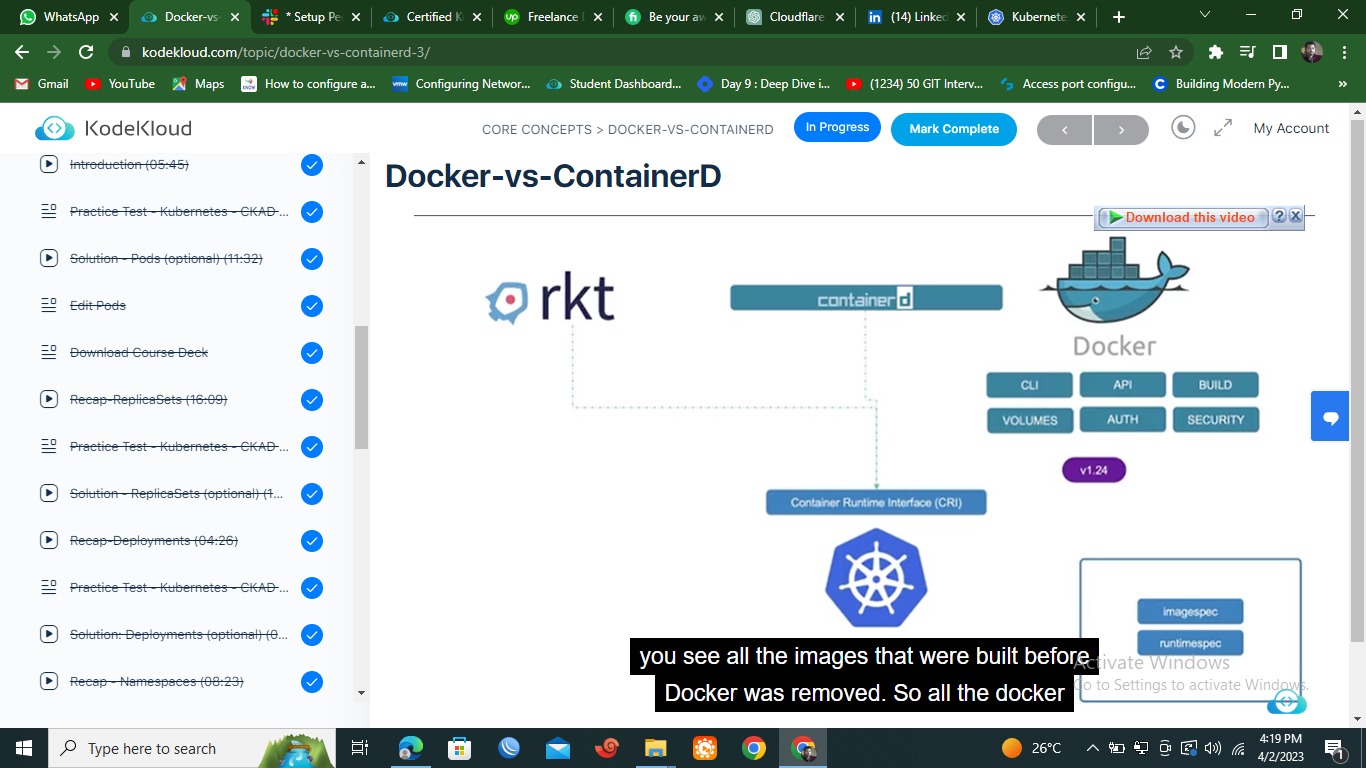 WhatsApp
Docker-vs-
* Setup Pe
Certified K
Freelance
Be your aw
Cloudflare
(14) Linked
Kubernete
kodekloud.com/topic/docker-vs-containerd-3/
Gmail
YouTube
Maps
How to configure a...
Configuring Networ...
Student Dashboard...
Day 9 : Deep Dive i...
(1234) 50 GIT Interv...
Access port configu...
Building Modern Py...
»
KodeKloud
CORE CONCEPTS > DOCKER-VS-CONTAINERD
In Progress
Mark Complete
My Account
Introduction (05:45)
Practice Test - Kubernetes - CKAD ...
Solution - Pods (optional) (11:32)
Edit Pods
Download Course Deck
Recap-ReplicaSets (16:09)
Practice Test - Kubernetes - CKAD ...
Solution - ReplicaSets (optional) (1...
Recap-Deployments (04:26)
Practice Test - Kubernetes - CKAD ...
Solution: Deployments (optional) (0...
Recap - Namespaces (08:23)
Docker-vs-ContainerD
Download this video
? X
rkt
containerd
Docker
CLI
API
BUILD
VOLUMES
AUTH
SECURITY
v1.24
Container Runtime Interface (CRI)
imagespec
runtimespec
you see all the images that were built before
Docker was removed. So all the docker
Activate Windows
Go to Settings to activate Windows.
Type here to search
26°C
4:19 PM
4/2/2023
1